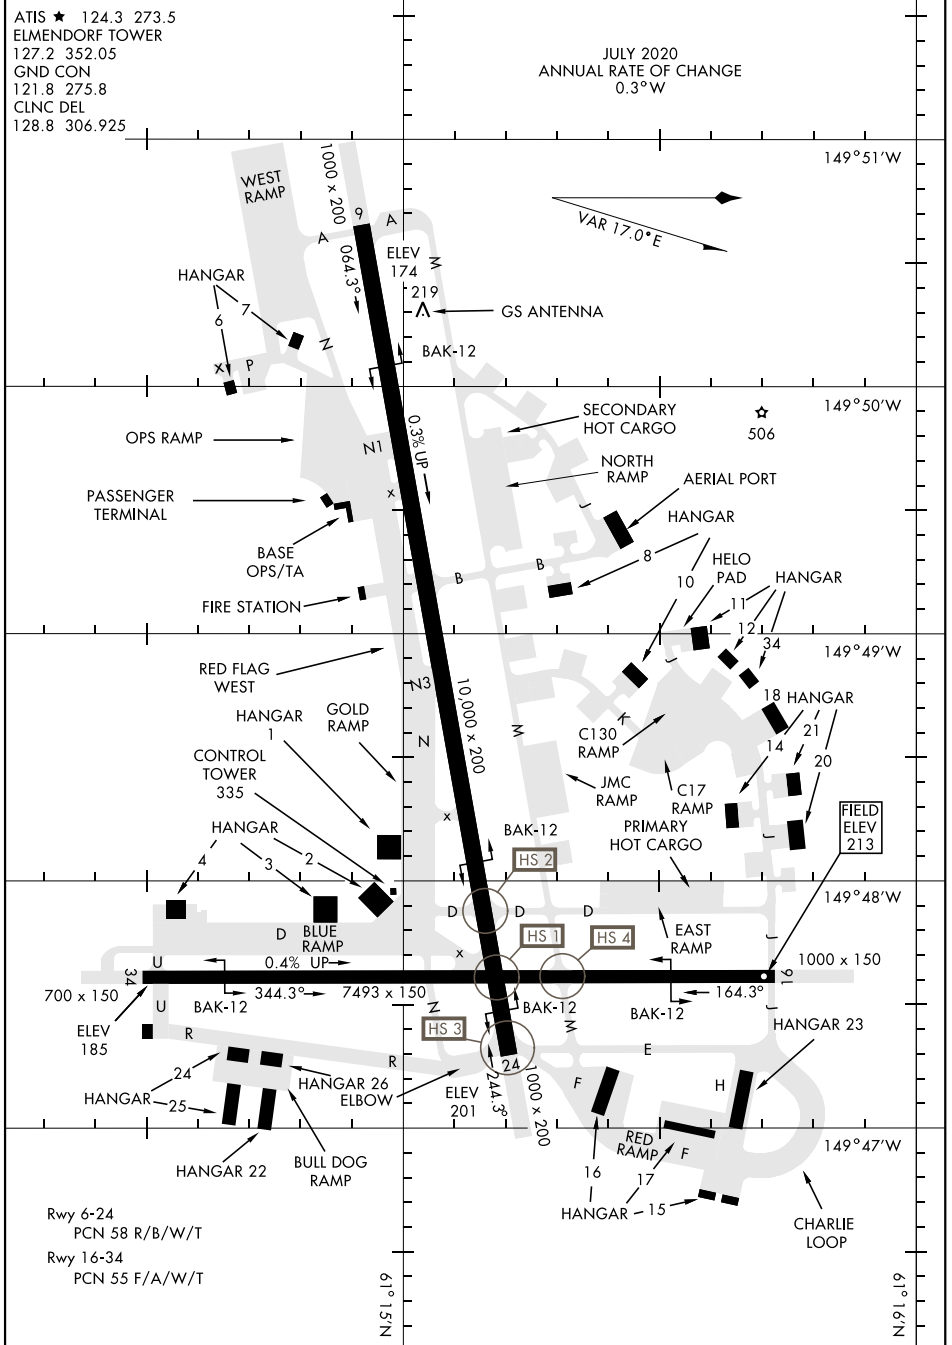 ATIS ★ 124.3 273.5
ELMENDORF TOWER
127.2 352.05
GND CON
121.8 275.8
CLNC DEL
128.8 306.925
JULY 2020
ANNUAL RATE OF CHANGE
0.3°W
149°51'W
VAR 17.0°E
WEST
RAMP
1000 x 200
9
A
A
064.3°
ELEV
174
M
219
GS ANTENNA
HANGAR
6
7
N
X
P
BAK-12
149°50'W
506
SECONDARY
HOT CARGO
OPS RAMP
N1
0.3% UP
NORTH
RAMP
AERIAL PORT
PASSENGER
TERMINAL
x
J
HANGAR
8
10
BASE
OPS/TA
B
B
HELO
PAD
HANGAR
11
12
34
FIRE STATION
149°49'W
RED FLAG
WEST
N3
J
10,000 x 200
K
18
HANGAR
14
21
20
HANGAR
1
GOLD
RAMP
N
M
C130
RAMP
CONTROL
TOWER
335
JMC
RAMP
C17
RAMP
x
PRIMARY
HOT CARGO
J
FIELD
ELEV
213
HANGAR
4
3
2
BAK-12
HS 2
149°48'W
D
BLUE
RAMP
D
D
D
EAST
RAMP
J
HS 1
HS 4
x
U
0.4% UP
34
16
1000 x 150
700 x 150
BAK-12
344.3°
7493 x 150
BAK-12
BAK-12
164.3°
U
N
M
J
ELEV
185
R
R
HS 3
HANGAR 23
E
24
HANGAR
24
25
HANGAR 26
ELBOW
ELEV
201
244.3°
1000 x 200
F
H
HANGAR 22
BULL DOG
RAMP
RED
RAMP
F
149°47'W
16
17
HANGAR
15
CHARLIE
LOOP
Rwy 6-24
PCN 58 R/B/W/T
Rwy 16-34
PCN 55 F/A/W/T
61°15'N
61°16'N